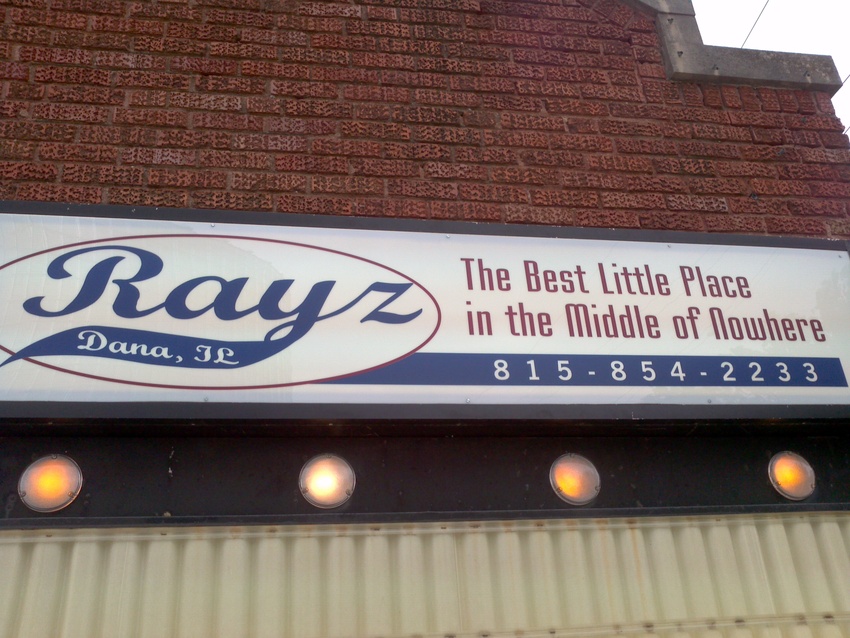 Rayz
Dana, IL
The Best Little Place
in the Middle of Nowhere
815-854-2233